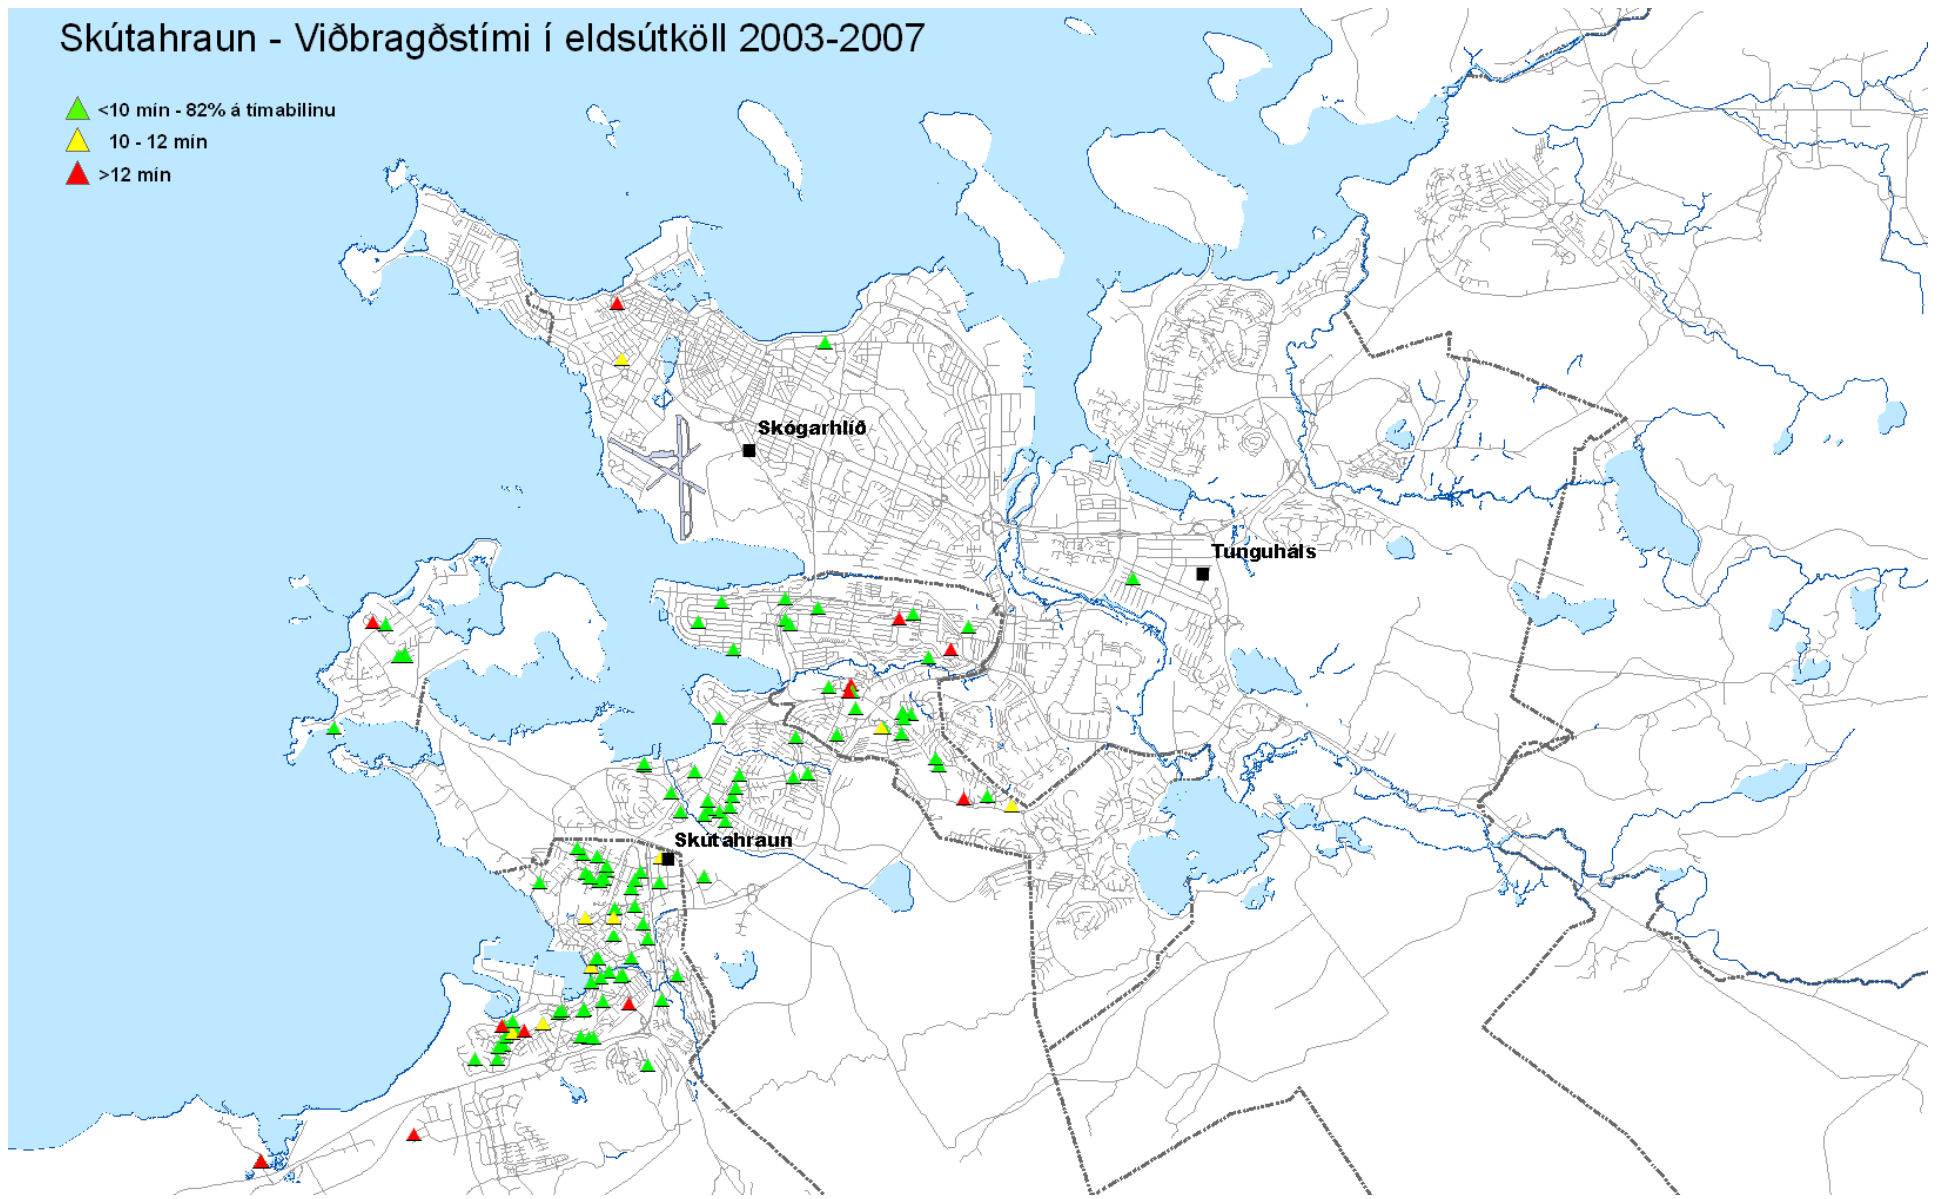 Skútahraun - Viðbragðstími í eldsútköll 2003-2007
<10 mín - 82% á tímabilinu
10 - 12 mín
>12 mín
Skógarhlíð
Tunguháls
Skútahraun